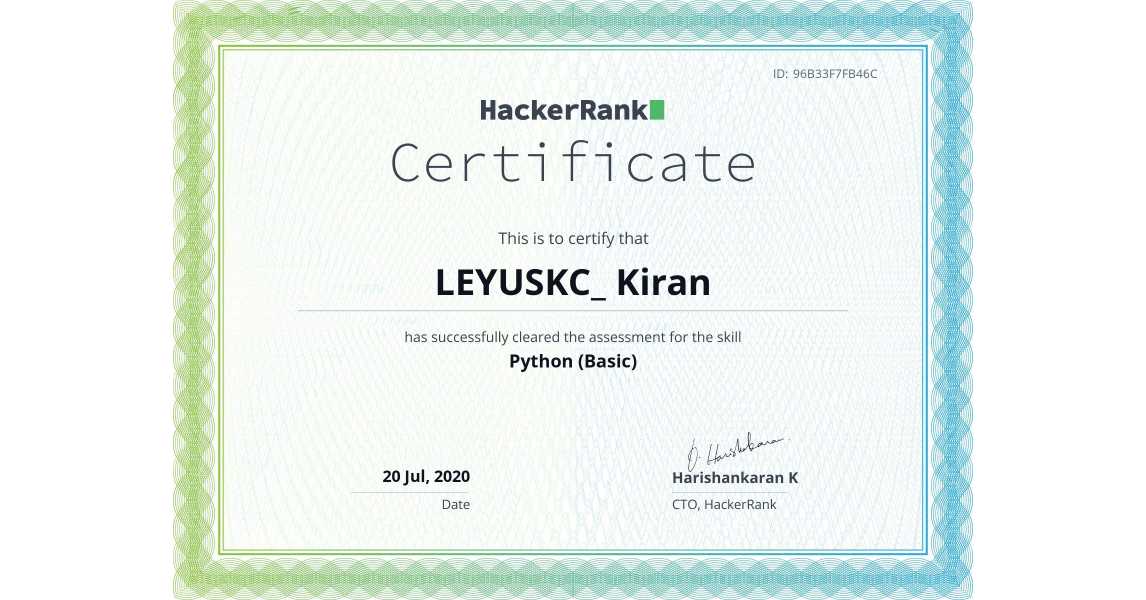 ID: 96B33F7FB46C
HackerRank
Certificate
This is to certify that
LEYUSKC_ Kiran
has successfully cleared the assessment for the skill
Python (Basic)
20 Jul, 2020
Date
Harishankaran K
CTO, HackerRank